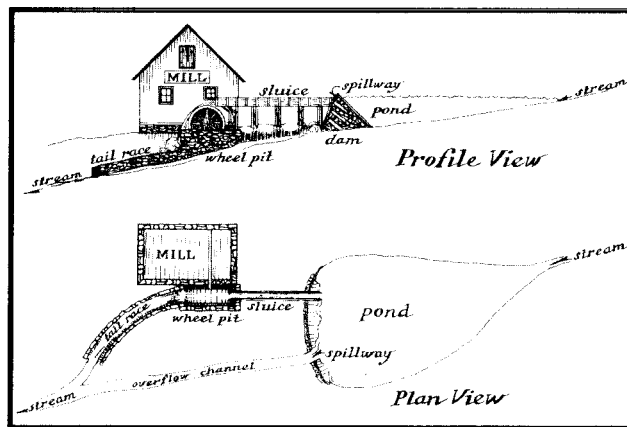 MILL
sluice
spillway
pond
stream
dam
wheel pit
tail race
stream
Profile View
MILL
stream
tail race
wheel pit
sluice
pond
spillway
overflow channel
stream
Plan View